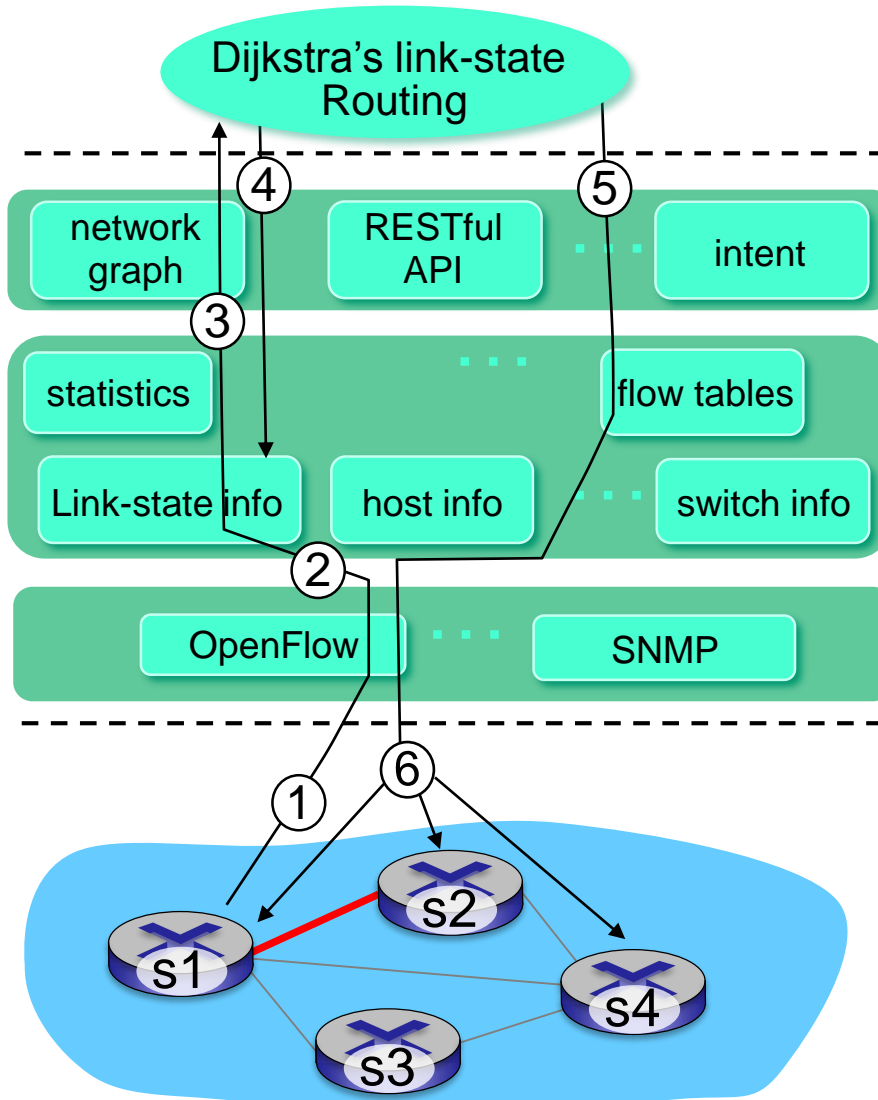 Dijkstra’s link-state
Routing
4
5
network
graph
RESTful
API
. . .
intent
3
statistics
. . .
flow tables
Link-state info
host info
. . .
switch info
2
OpenFlow
. . .
SNMP
1
6
s2
s1
s4
s3